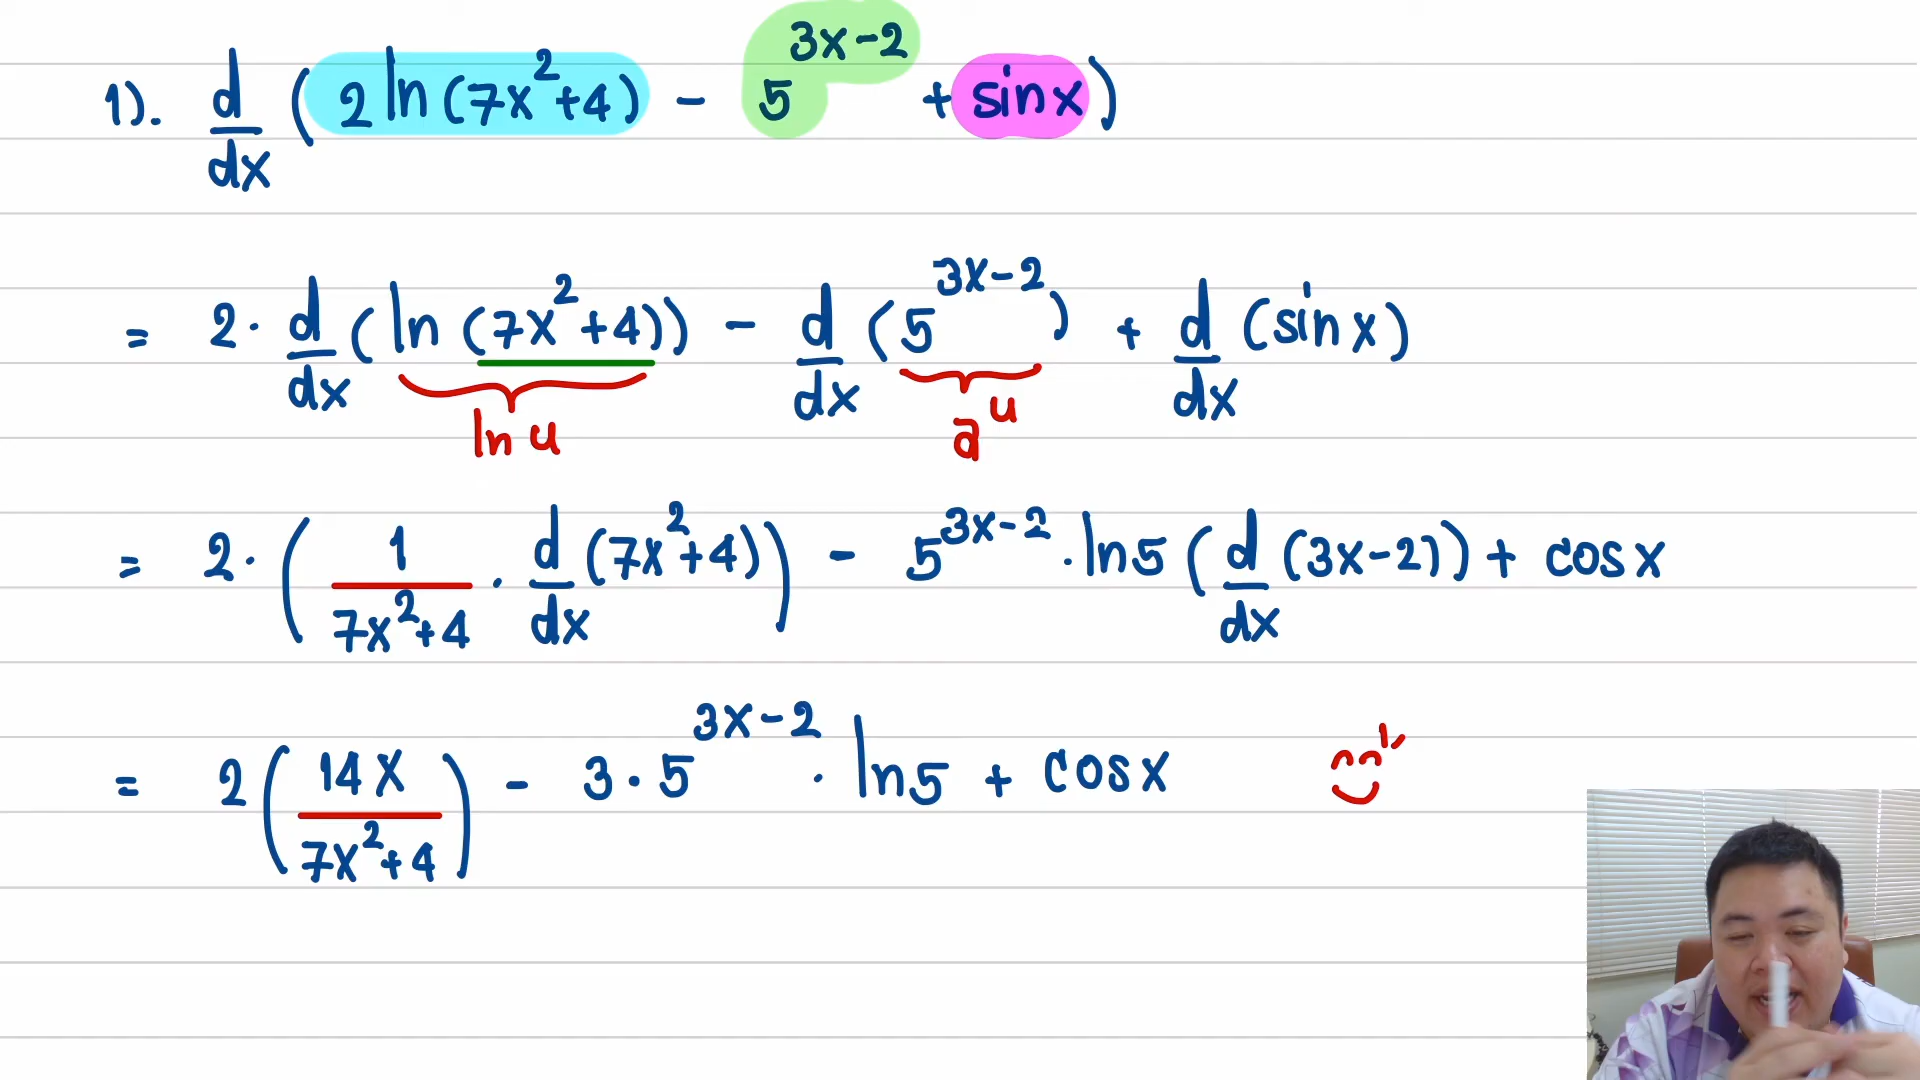 1). d/dx (2 ln(7x²+4) - 5^(3x-2) + sin x)
= 2· d/dx (ln (7x²+4)) - d/dx (5^(3x-2)) + d/dx (sin x)
ln u a^u
= 2· (1/(7x²+4) · d/dx (7x²+4)) - 5^(3x-2) · ln5 (d/dx (3x-2)) + cos x
= 2 (14x/(7x²+4)) - 3·5^(3x-2) · ln5 + cos x